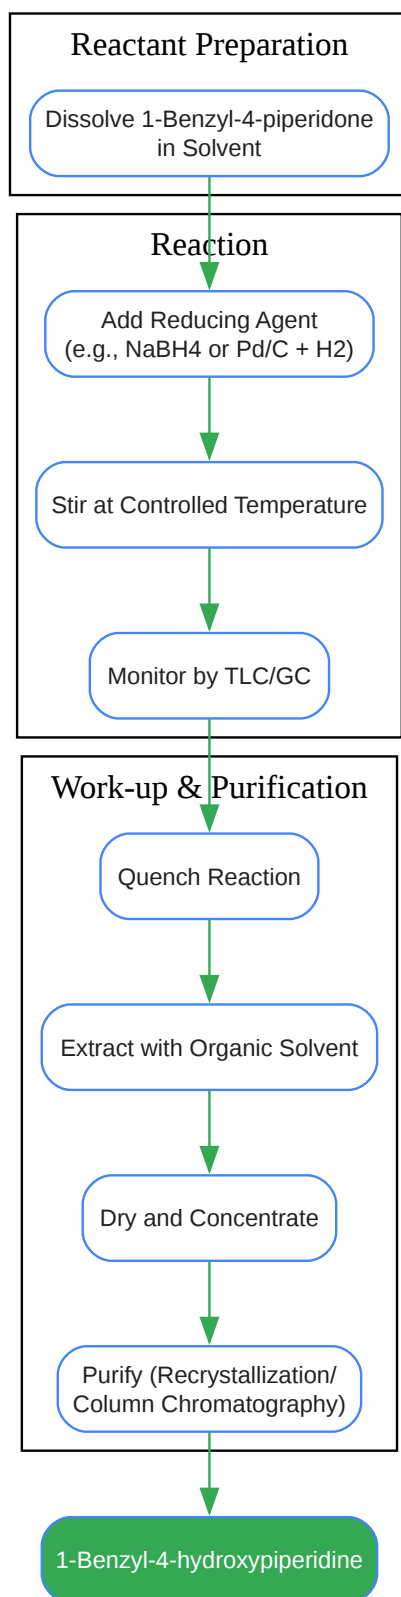 Reactant Preparation
Dissolve 1-Benzyl-4-piperidone
in Solvent
Reaction
Add Reducing Agent
(e.g., NaBH4 or Pd/C + H2)
Stir at Controlled Temperature
Monitor by TLC/GC
Work-up & Purification
Quench Reaction
Extract with Organic Solvent
Dry and Concentrate
Purify (Recrystallization/
Column Chromatography)
1-Benzyl-4-hydroxypiperidine